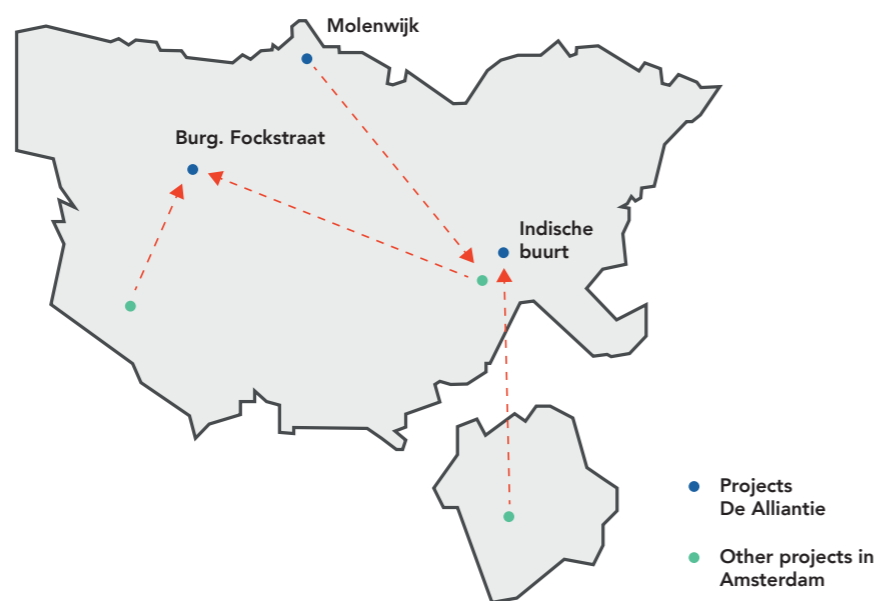 Molenwijk
Burg. Fockstraat
Indische
buurt
Projects
De Alliantie
Other projects in
Amsterdam